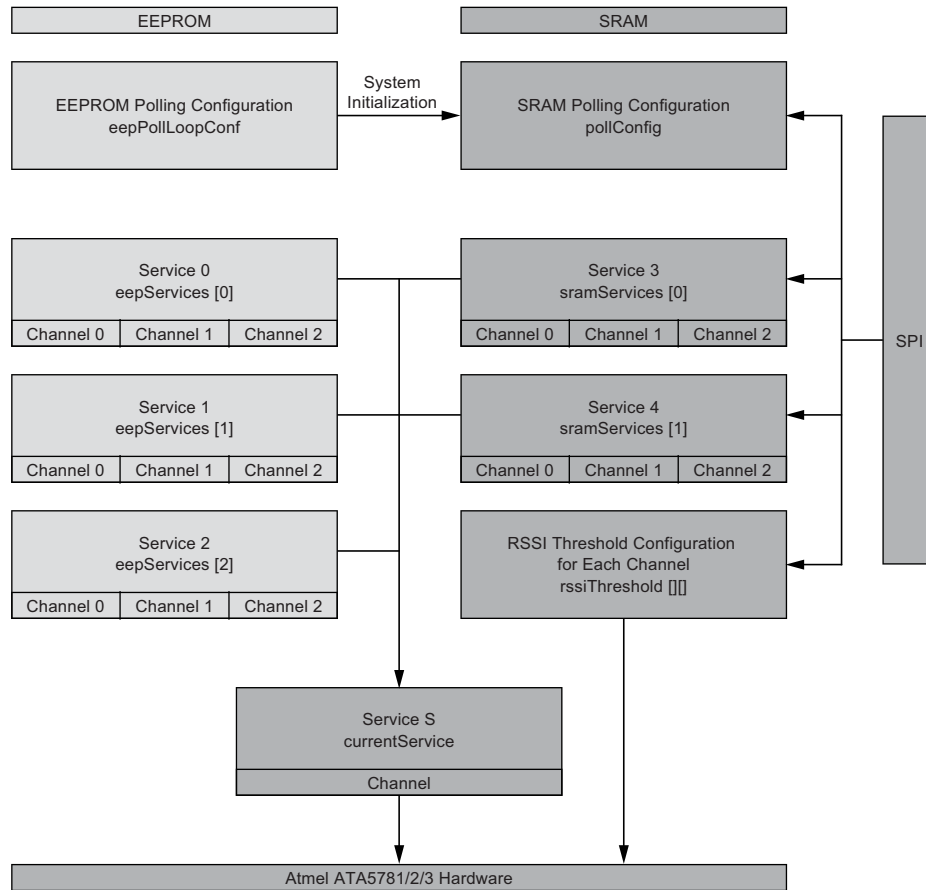 EEPROM
SRAM
EEPROM Polling Configuration
eepPollLoopConf
System
Initialization
SRAM Polling Configuration
pollConfig
SPI
Service 0
eepServices [0]
Channel 0
Channel 1
Channel 2
Service 3
sramServices [0]
Channel 0
Channel 1
Channel 2
Service 1
eepServices [1]
Channel 0
Channel 1
Channel 2
Service 4
sramServices [1]
Channel 0
Channel 1
Channel 2
Service 2
eepServices [2]
Channel 0
Channel 1
Channel 2
RSSI Threshold Configuration
for Each Channel
rssiThreshold [][]
Service S
currentService
Channel
Atmel ATA5781/2/3 Hardware